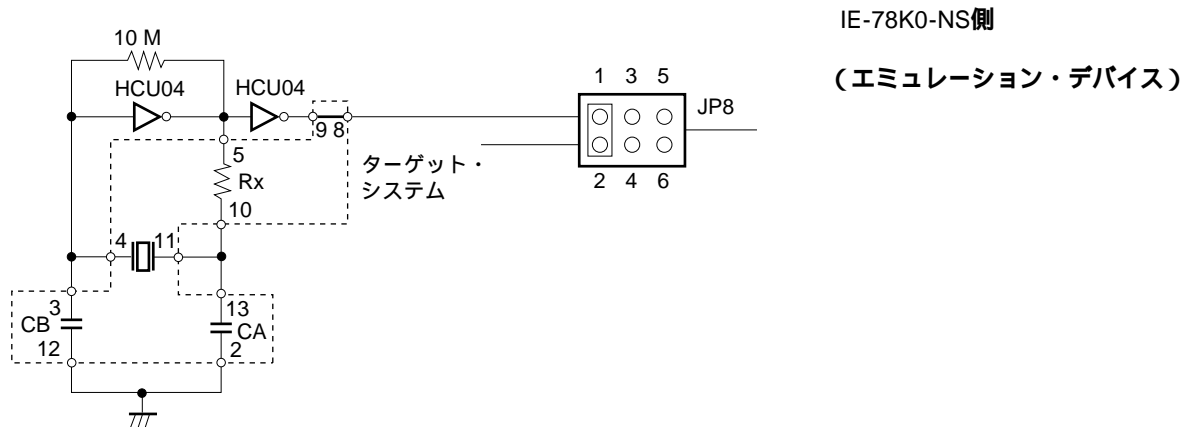 IE-78K0-NS側
(エミュレーション・デバイス)
10 M
HCU04 HCU04
1 3 5
JP8
9 8
2 4 6
ターゲット・
システム
5
Rx
10
4 11
3
CB
12
13
CA
2